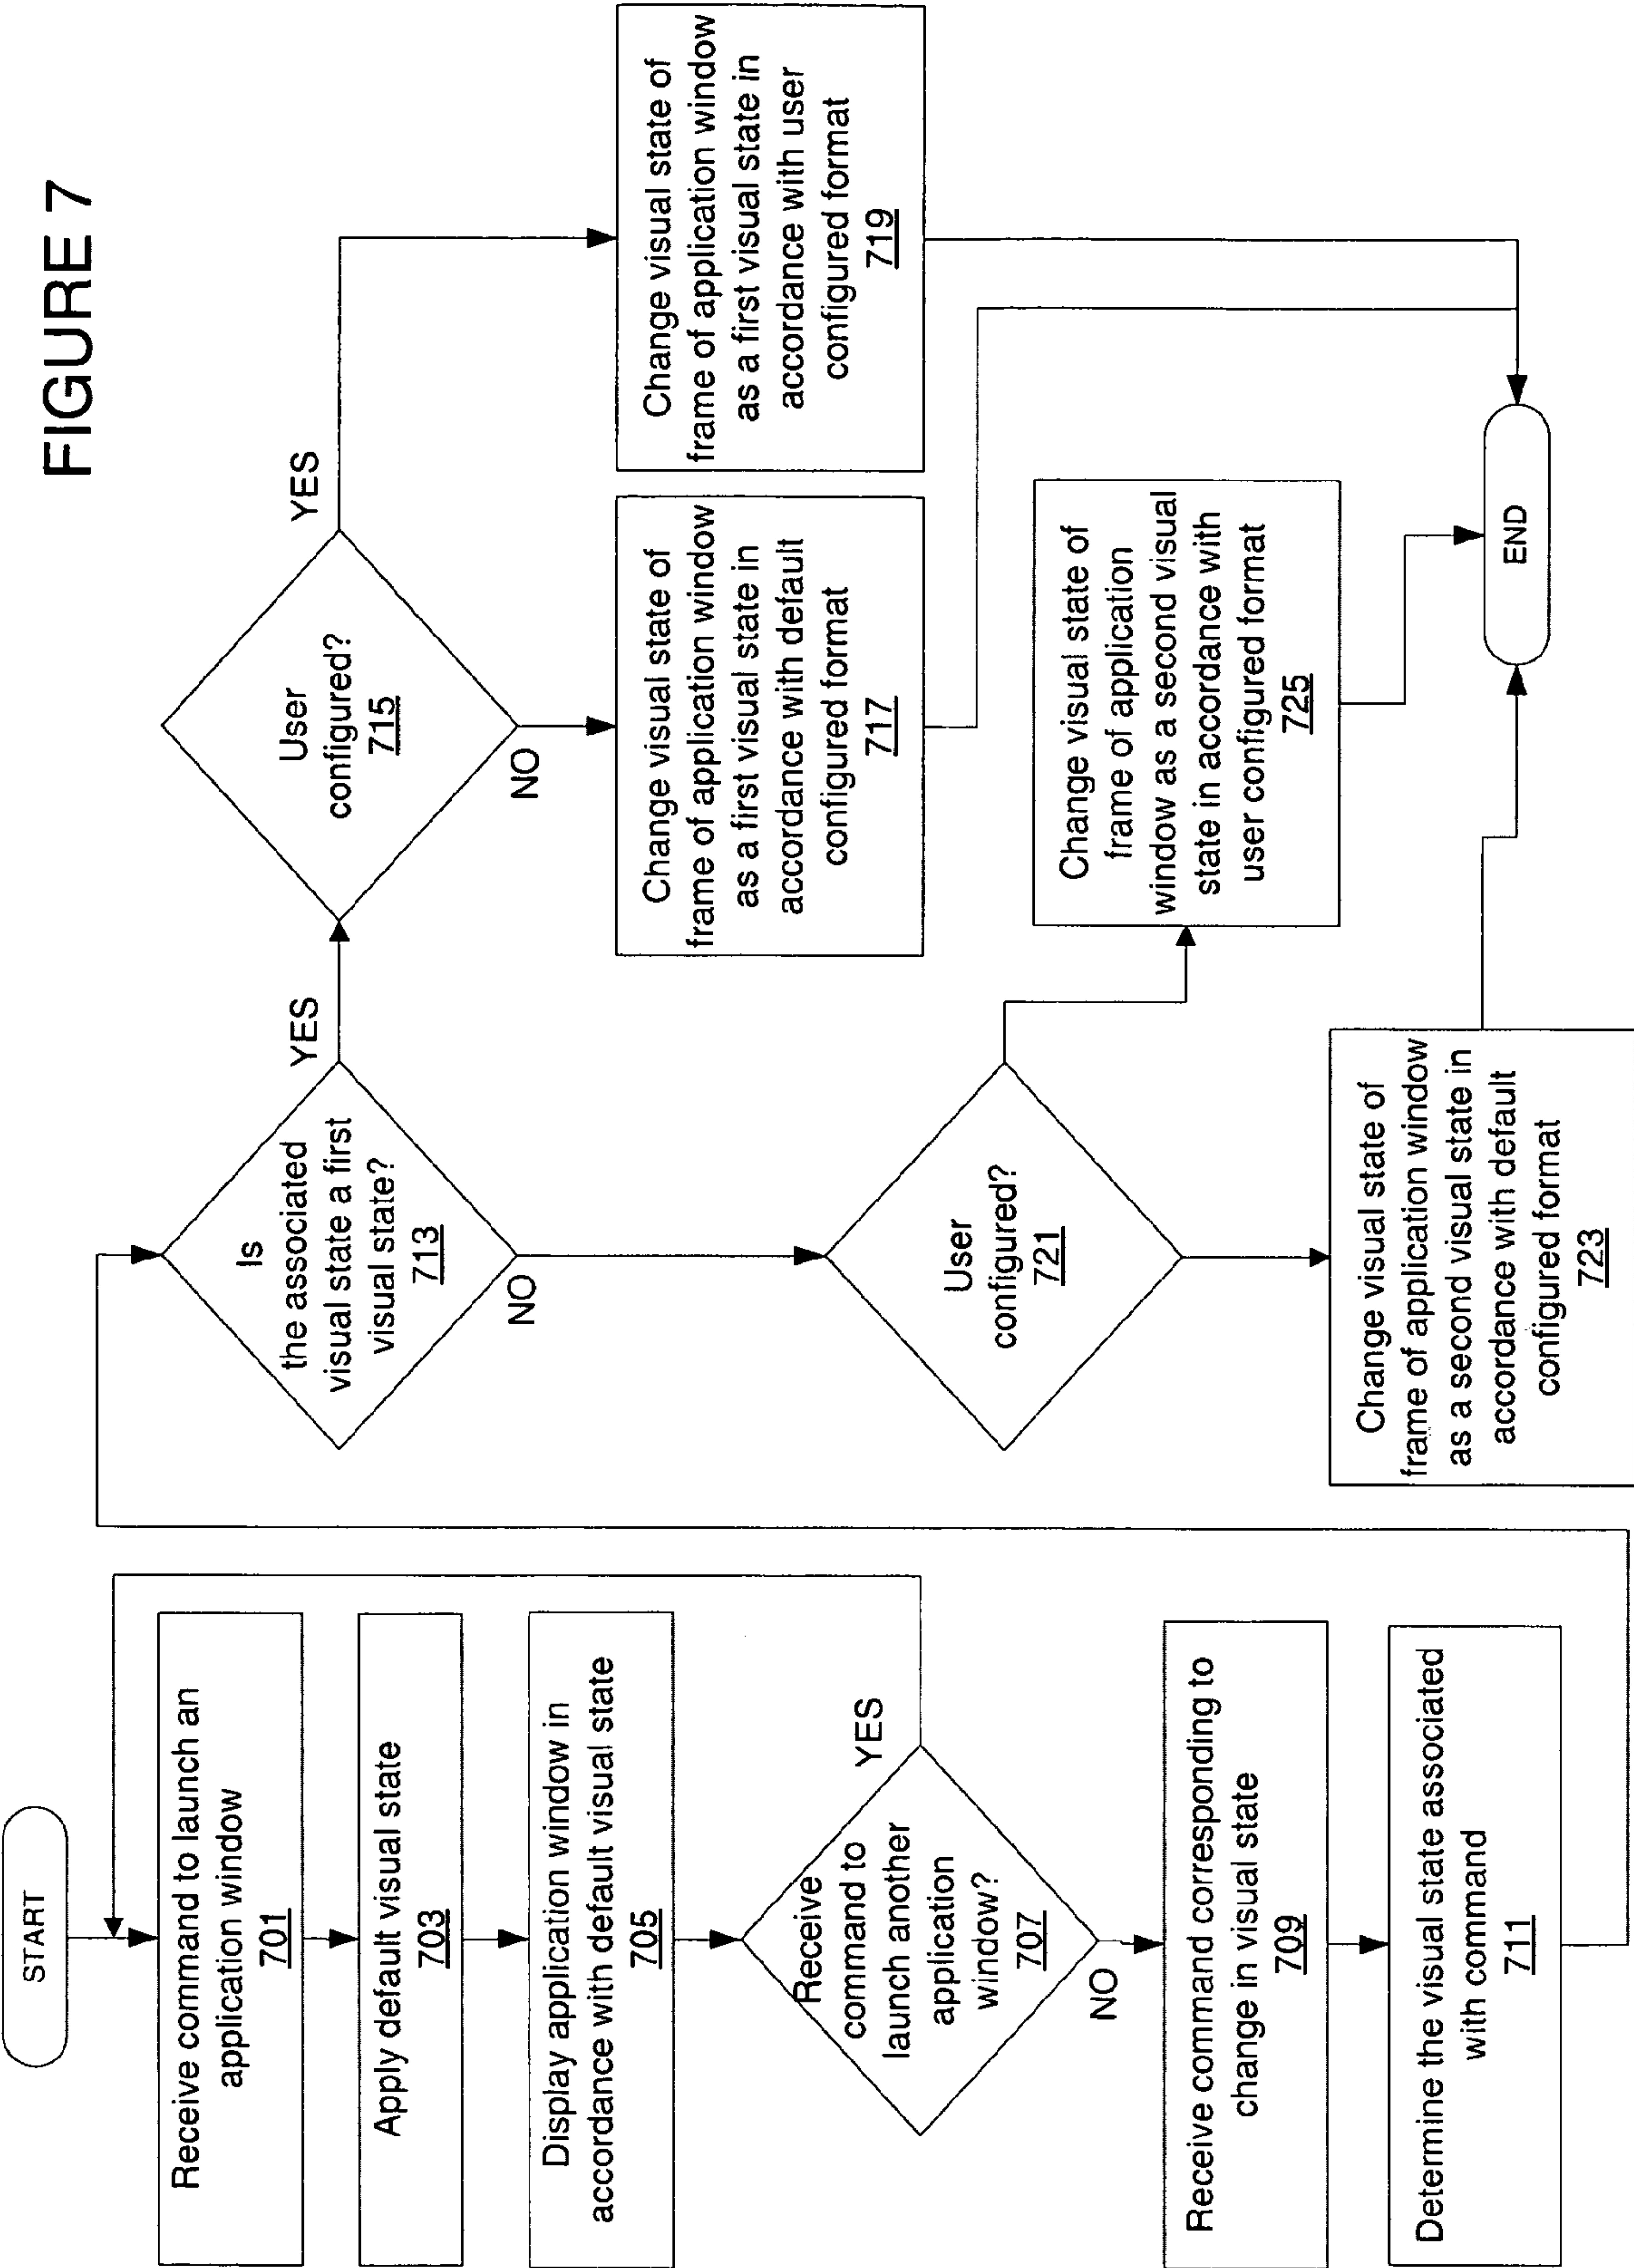 FIGURE 7
START
Receive command to launch an
application window
701
Apply default visual state
703
Display application window in
accordance with default visual state
705
Receive
command to
launch another
application
window?
707
YES
NO
Receive command corresponding to
change in visual state
709
Determine the visual state associated
with command
711
Is
the associated
visual state a first
visual state?
713
YES
NO
User
configured?
715
YES
NO
Change visual state of
frame of application window
as a first visual state in
accordance with default
configured format
717
Change visual state of
frame of application window
as a first visual state in
accordance with user
configured format
719
User
configured?
721
Change visual state of
frame of application window
as a second visual state in
accordance with default
configured format
723
Change visual state of
frame of application
window as a second visual
state in accordance with
user configured format
725
END